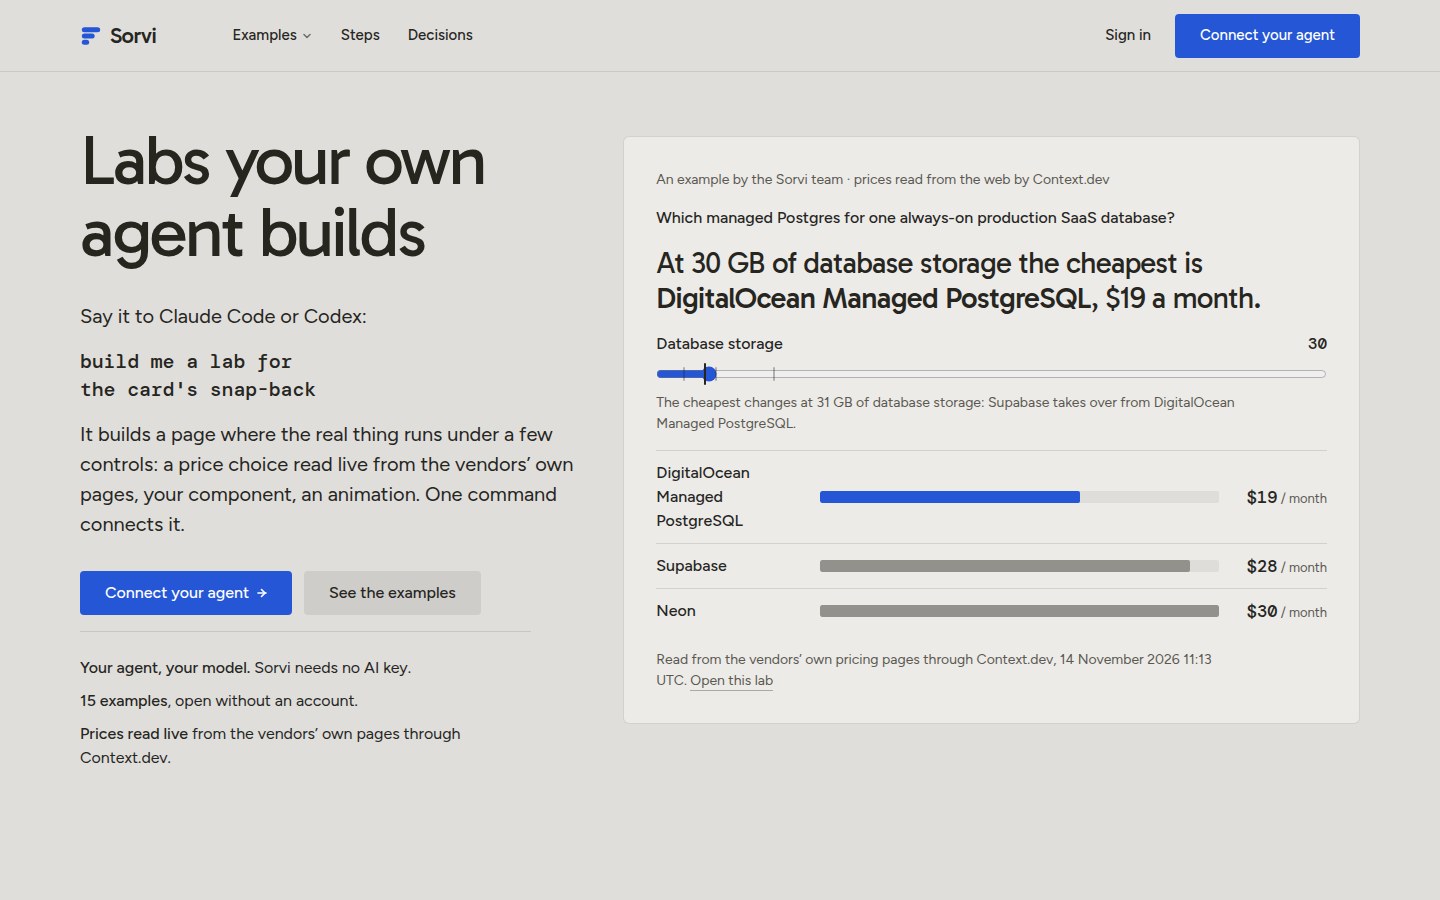 Sorvi
Examples
Steps
Decisions
Sign in
Connect your agent
Labs your own
agent builds
Say it to Claude Code or Codex:
build me a lab for
the card's snap-back
It builds a page where the real thing runs under a few
controls: a price choice read live from the vendors’ own
pages, your component, an animation. One command
connects it.
Connect your agent →
See the examples
Your agent, your model. Sorvi needs no AI key.
15 examples, open without an account.
Prices read live from the vendors’ own pages through
Context.dev.
An example by the Sorvi team · prices read from the web by Context.dev
Which managed Postgres for one always-on production SaaS database?
At 30 GB of database storage the cheapest is
DigitalOcean Managed PostgreSQL, $19 a month.
Database storage
30
The cheapest changes at 31 GB of database storage: Supabase takes over from DigitalOcean
Managed PostgreSQL.
DigitalOcean
Managed
PostgreSQL
$19 / month
Supabase
$28 / month
Neon
$30 / month
Read from the vendors’ own pricing pages through Context.dev, 14 November 2026 11:13
UTC. Open this lab